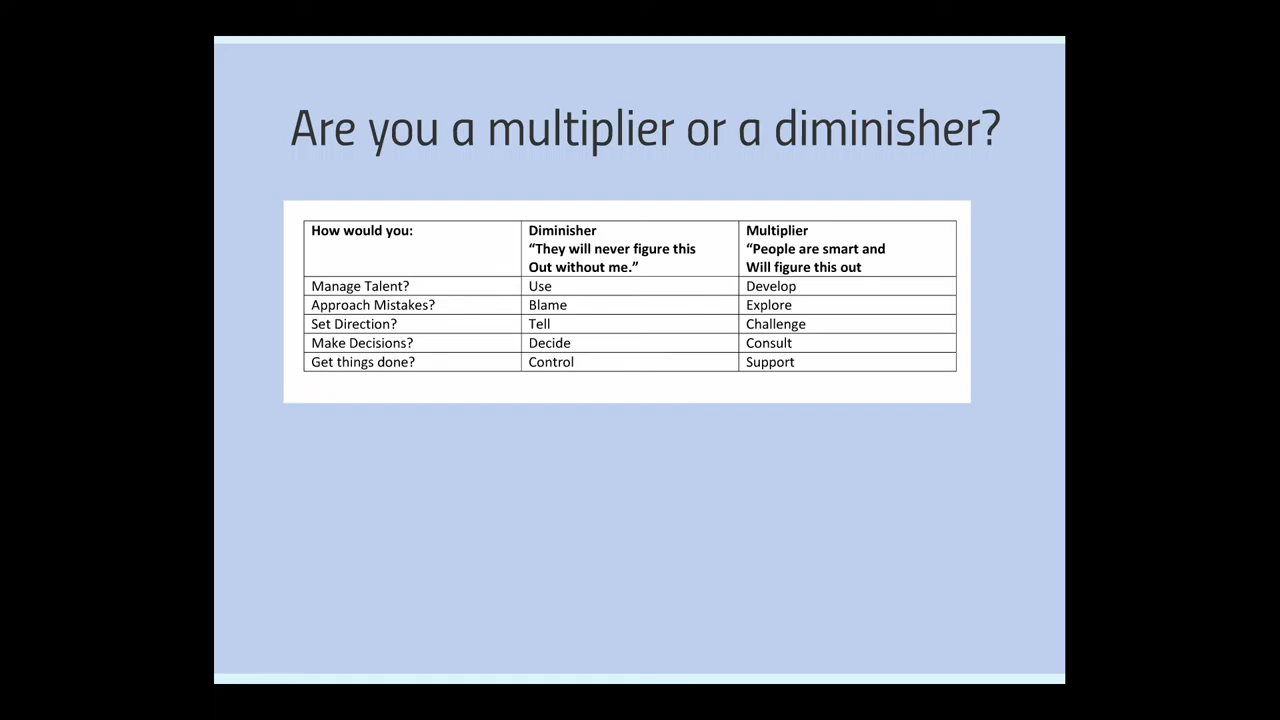 Are you a multiplier or a diminisher?
How would you: Diminisher Multiplier
“They will never figure this “People are smart and
Out without me.” Will figure this out
Manage Talent? Use Develop
Approach Mistakes? Blame Explore
Set Direction? Tell Challenge
Make Decisions? Decide Consult
Get things done? Control Support